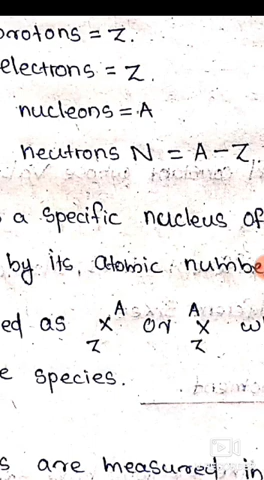 protons = Z.
electrons = Z.
nucleons = A
neutrons N = A - Z.
a specific nucleus of
by its, atomic numbe
ed as X^A_Z or ^A_Z X w
e species.
s are measured in